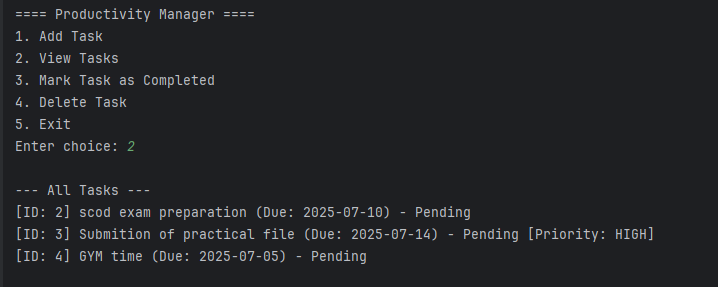 ==== Productivity Manager ====
1. Add Task
2. View Tasks
3. Mark Task as Completed
4. Delete Task
5. Exit
Enter choice: 2
--- All Tasks ---
[ID: 2] scod exam preparation (Due: 2025-07-10) - Pending
[ID: 3] Submition of practical file (Due: 2025-07-14) - Pending [Priority: HIGH]
[ID: 4] GYM time (Due: 2025-07-05) - Pending